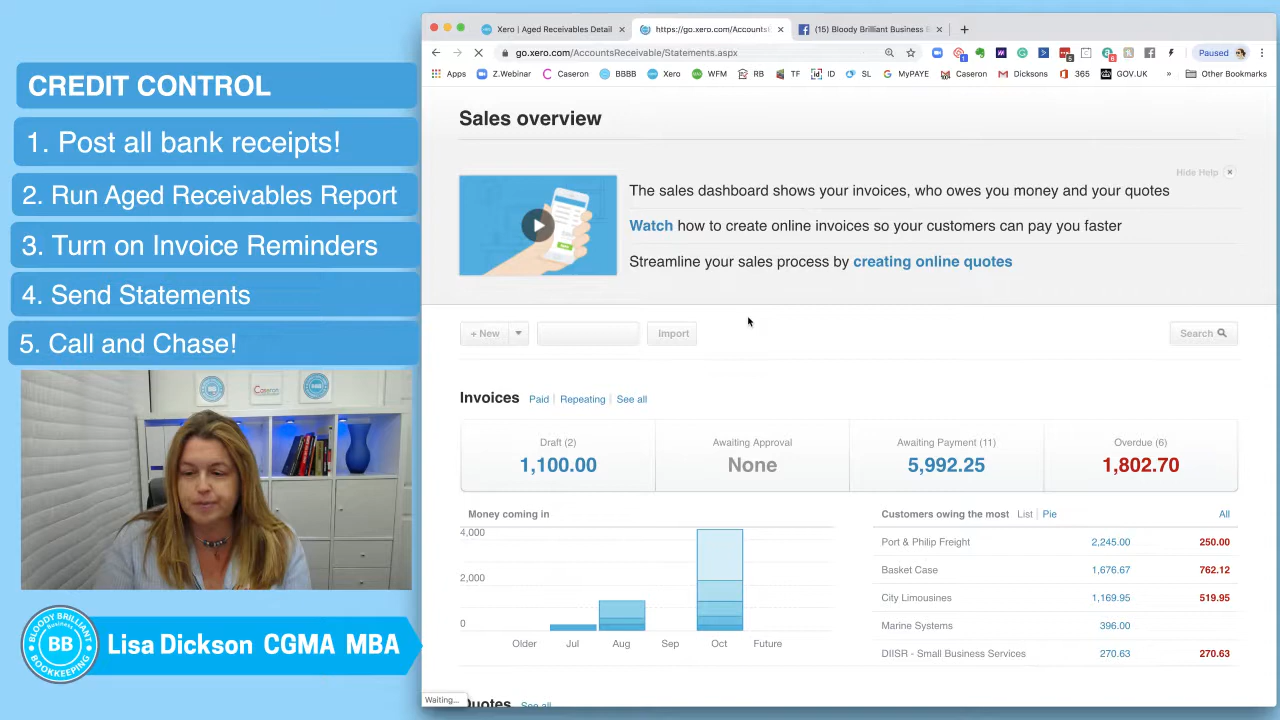 CREDIT CONTROL
1. Post all bank receipts!
2. Run Aged Receivables Report
3. Turn on Invoice Reminders
4. Send Statements
5. Call and Chase!
Caseron
BLOODY BRILLIANT
Business
BB
BOOKKEEPING
Lisa Dickson CGMA MBA
Xero | Aged Receivables Detail
https://go.xero.com/Accounts
(15) Bloody Brilliant Business
go.xero.com/AccountsReceivable/Statements.aspx
Paused
Apps Z.Webinar Caseron BBBB Xero WFM RB TF ID SL MyPAYE Caseron Dicksons 365 GOV.UK » Other Bookmarks
Sales overview
Hide Help
The sales dashboard shows your invoices, who owes you money and your quotes
Watch how to create online invoices so your customers can pay you faster
Streamline your sales process by creating online quotes
+ New
Import
Search
Invoices Paid | Repeating | See all
Draft (2) Awaiting Approval Awaiting Payment (11) Overdue (6)
1,100.00 None 5,992.25 1,802.70
Money coming in
4,000
2,000
0
Older Jul Aug Sep Oct Future
Customers owing the most List | Pie All
Port & Philip Freight 2,245.00 250.00
Basket Case 1,676.67 762.12
City Limousines 1,169.95 519.95
Marine Systems 396.00
DIISR - Small Business Services 270.63 270.63
Quotes See all
Waiting...